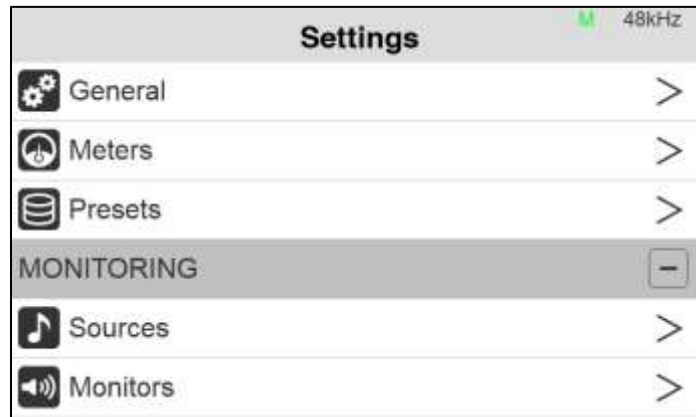 Settings
M 48kHz
General
Meters
Presets
MONITORING
Sources
Monitors